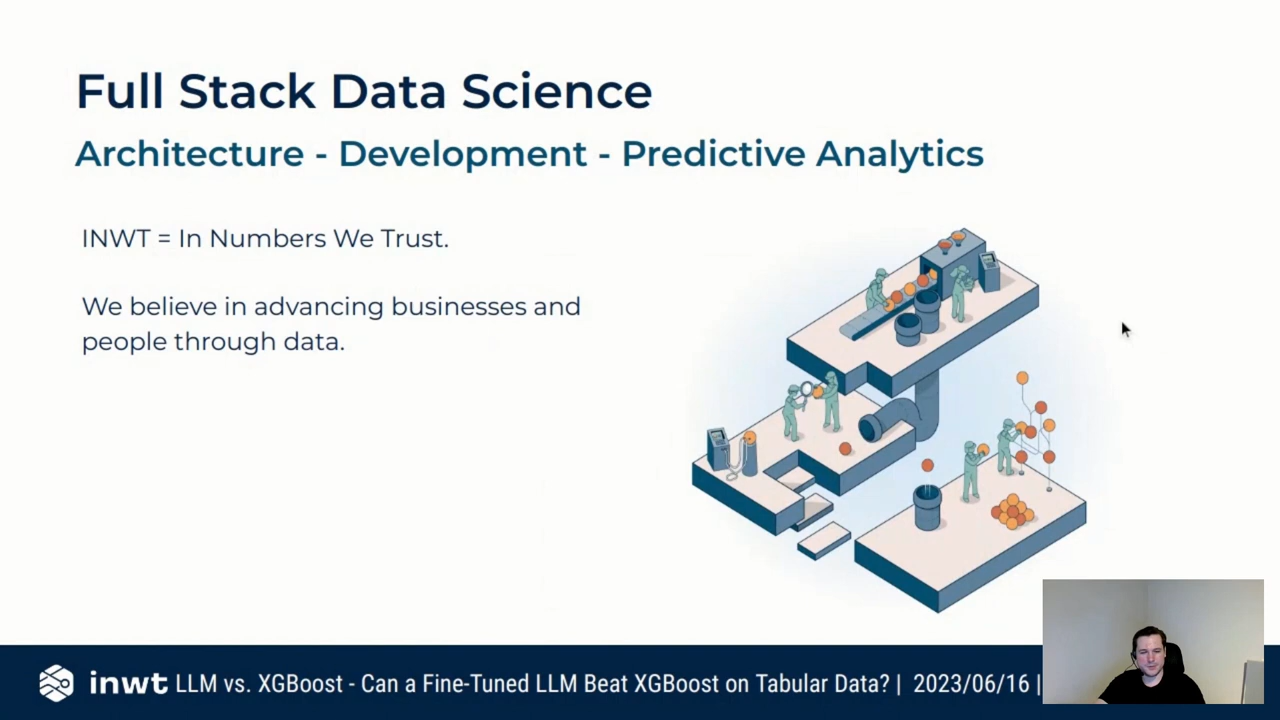 Full Stack Data Science
Architecture - Development - Predictive Analytics
INWT = In Numbers We Trust.
We believe in advancing businesses and
people through data.
inwt LLM vs. XGBoost - Can a Fine-Tuned LLM Beat XGBoost on Tabular Data? | 2023/06/16 |